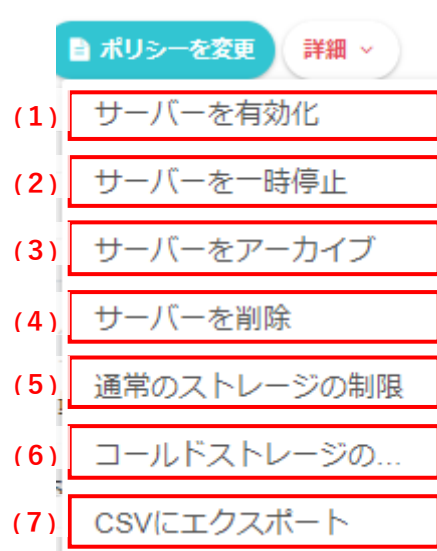 ポリシーを変更 詳細
(1) サーバーを有効化
(2) サーバーを一時停止
(3) サーバーをアーカイブ
(4) サーバーを削除
(5) 通常のストレージの制限
(6) コールドストレージの...
(7) CSVにエクスポート